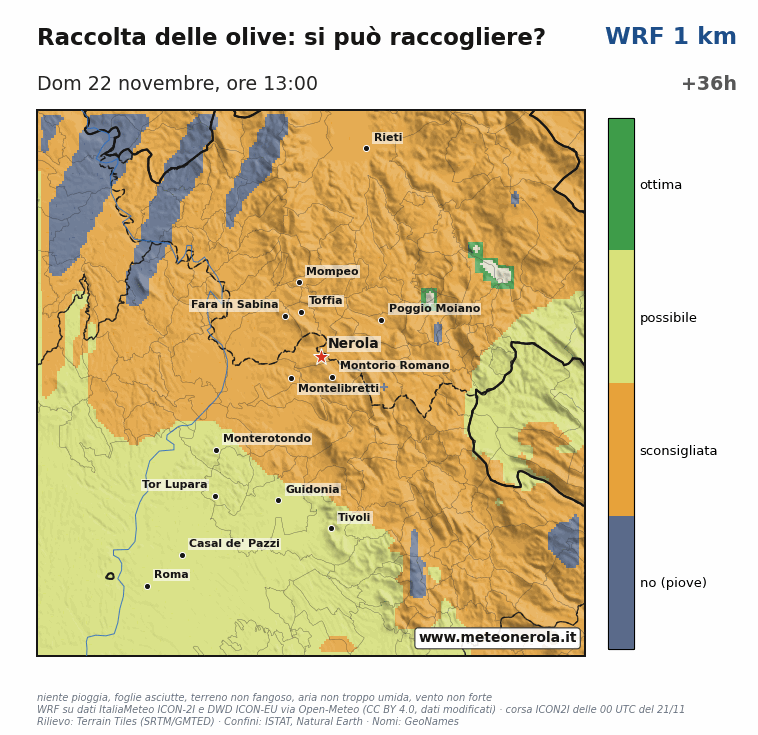 Raccolta delle olive: si può raccogliere?
WRF 1 km
Dom 22 novembre, ore 13:00
+36h
Rieti
ottima
Mompeo
Toffia
Fara in Sabina
Poggio Moiano
possibile
Nerola
Montorio Romano
Montelibretti
Monterotondo
sconsigliata
Tor Lupara
Guidonia
Tivoli
Casal de' Pazzi
Roma
no (piove)
www.meteonerola.it
niente pioggia, foglie asciutte, terreno non fangoso, aria non troppo umida, vento non forte
WRF su dati ItaliaMeteo ICON-2I e DWD ICON-EU via Open-Meteo (CC BY 4.0, dati modificati) · corsa ICON2I delle 00 UTC del 21/11
Rilievo: Terrain Tiles (SRTM/GMTED) · Confini: ISTAT, Natural Earth · Nomi: GeoNames